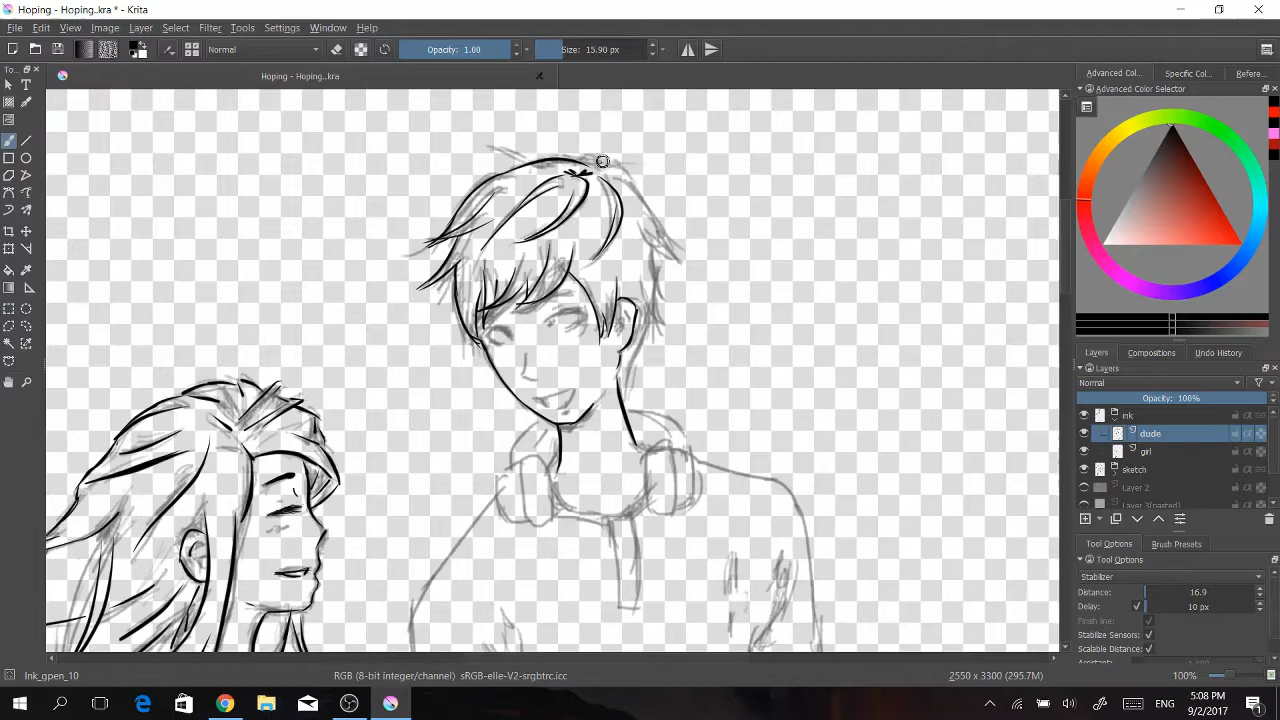 Hoping - Hoping..kra * - Krita
File Edit View Image Layer Select Filter Tools Settings Window Help
Normal
Opacity: 1.00
Size: 15.90 px
Too...
Hoping - Hoping..kra
Advanced Col...
Specific Col...
Refere...
Advanced Color Selector
Layers
Compositions
Undo History
Layers
Normal
Opacity: 100%
ink
dude
girl
sketch
Layer 2
Layer 3(pasted)
Tool Options
Brush Presets
Tool Options
Stabilizer
Distance:
16.9
Delay:
10 px
Finish line:
Stabilize Sensors:
Scalable Distance:
Ink_gpen_10
RGB (8-bit integer/channel) sRGB-elle-V2-srgbtrc.icc
2550 x 3300 (295.7M)
100%
ENG
5:08 PM
9/2/2017